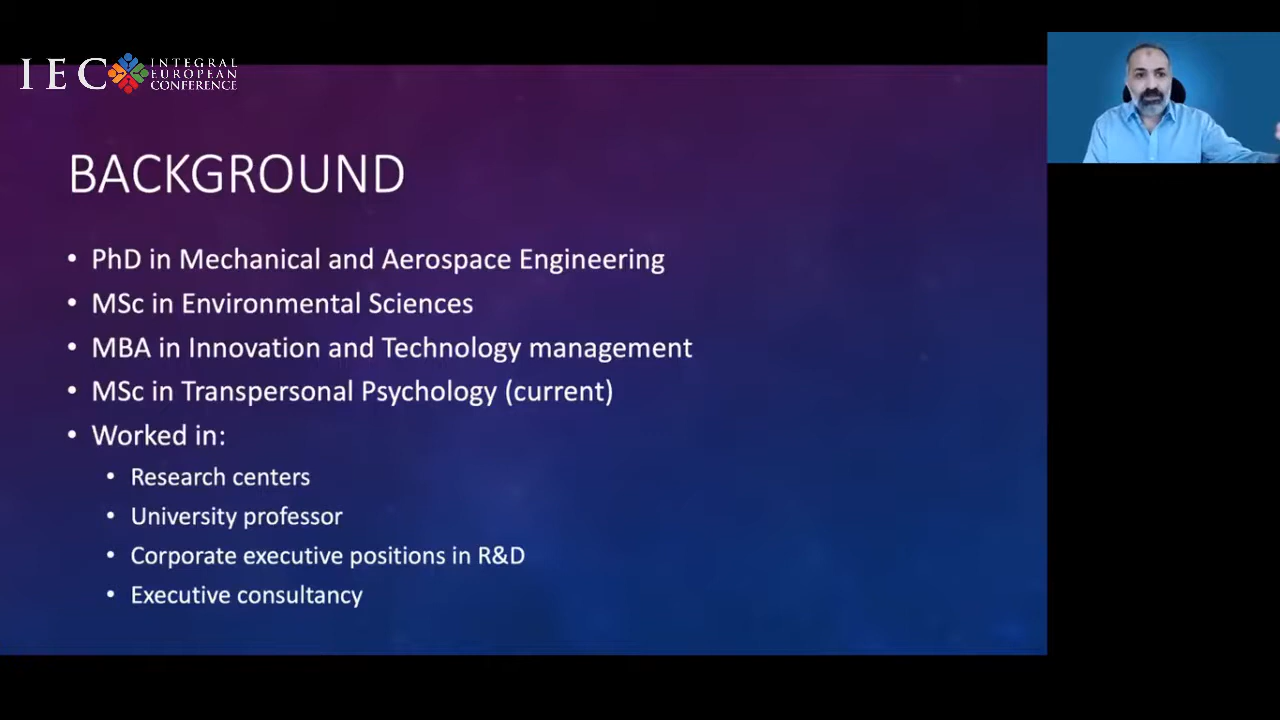 IEC INTEGRAL
EUROPEAN
CONFERENCE
BACKGROUND
• PhD in Mechanical and Aerospace Engineering
• MSc in Environmental Sciences
• MBA in Innovation and Technology management
• MSc in Transpersonal Psychology (current)
• Worked in:
• Research centers
• University professor
• Corporate executive positions in R&D
• Executive consultancy